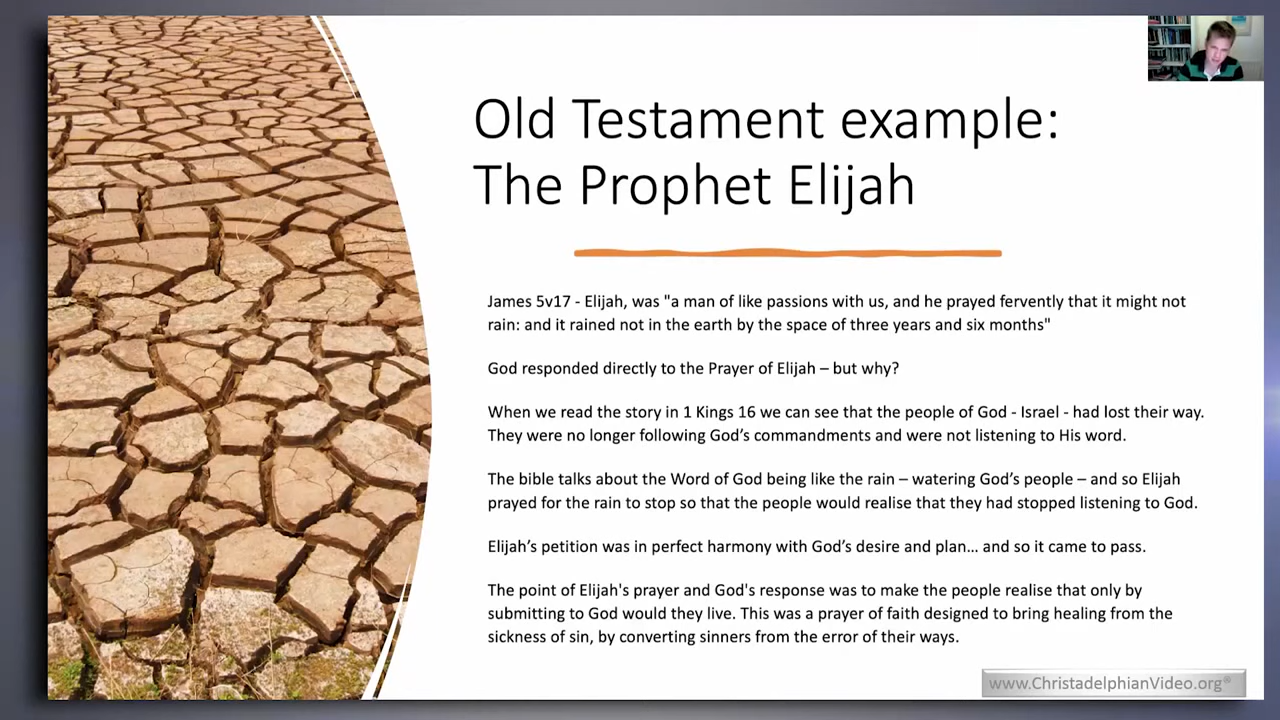 Old Testament example:
The Prophet Elijah
James 5v17 - Elijah, was "a man of like passions with us, and he prayed fervently that it might not
rain: and it rained not in the earth by the space of three years and six months"
God responded directly to the Prayer of Elijah – but why?
When we read the story in 1 Kings 16 we can see that the people of God - Israel - had lost their way.
They were no longer following God’s commandments and were not listening to His word.
The bible talks about the Word of God being like the rain – watering God’s people – and so Elijah
prayed for the rain to stop so that the people would realise that they had stopped listening to God.
Elijah’s petition was in perfect harmony with God’s desire and plan... and so it came to pass.
The point of Elijah's prayer and God's response was to make the people realise that only by
submitting to God would they live. This was a prayer of faith designed to bring healing from the
sickness of sin, by converting sinners from the error of their ways.
www.ChristadelphianVideo.org®